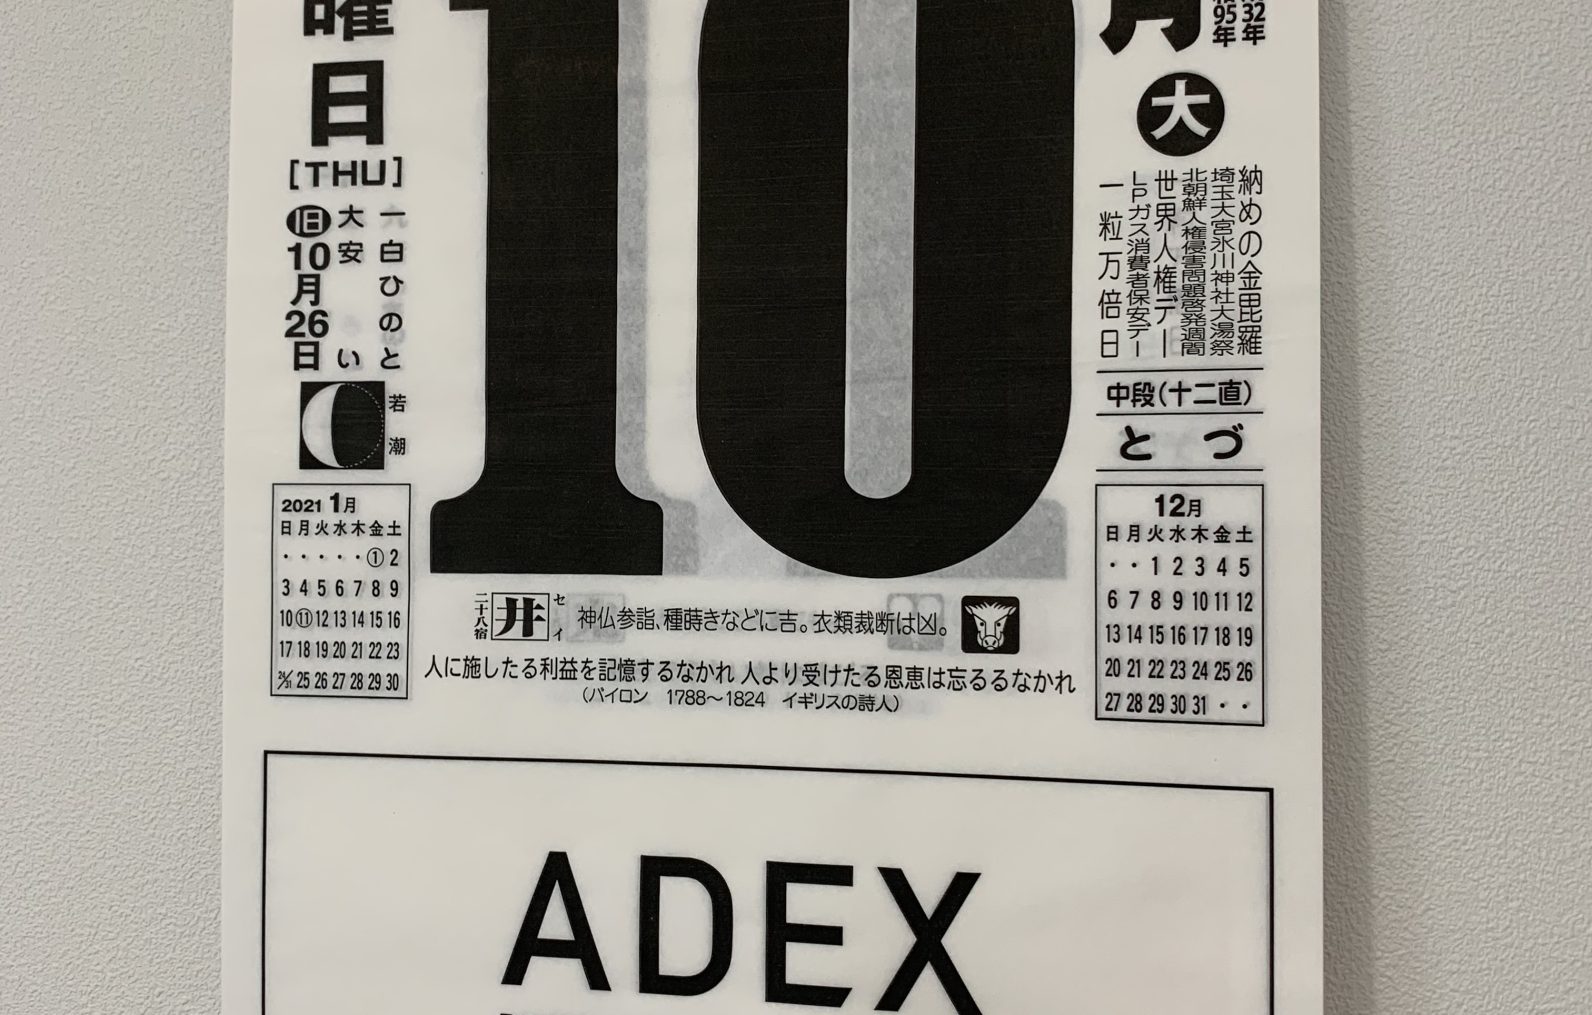 曜日
[THU]
一白ひのとい
大安
旧10月26日
若潮
10
月
95年
32年
大
納めの金毘羅
埼玉大宮氷川神社大湯祭
北朝鮮人権侵害問題啓発週間
世界人権デー
LPガス消費者保安デー
一粒万倍日
中段(十二直)
とづ
2021 1月
日月火水木金土
・・・・・①2
3 4 5 6 7 8 9
10⑪12 13 14 15 16
17 18 19 20 21 22 23
24/31 25 26 27 28 29 30
12月
日月火水木金土
・・1 2 3 4 5
6 7 8 9 10 11 12
13 14 15 16 17 18 19
20 21 22 23 24 25 26
27 28 29 30 31・・
二十八宿 井 セイ 神仏参詣、種蒔きなどに吉。衣類裁断は凶。
人に施したる利益を記憶するなかれ 人より受けたる恩恵は忘るるなかれ
(バイロン 1788〜1824 イギリスの詩人)
ADEX